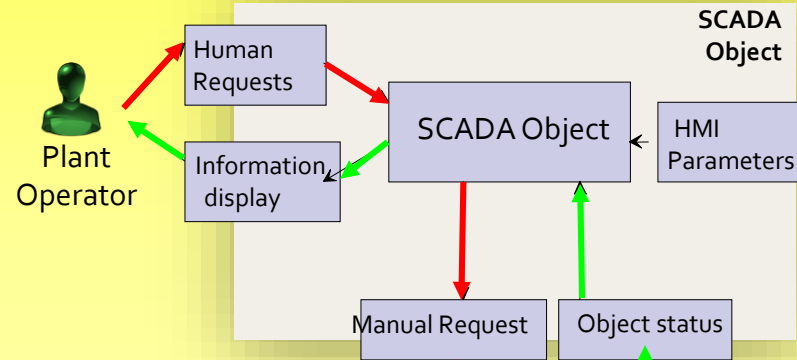 SCADA
Object
Human
Requests
SCADA Object
HMI
Parameters
Plant
Operator
Information
display
Manual Request
Object status